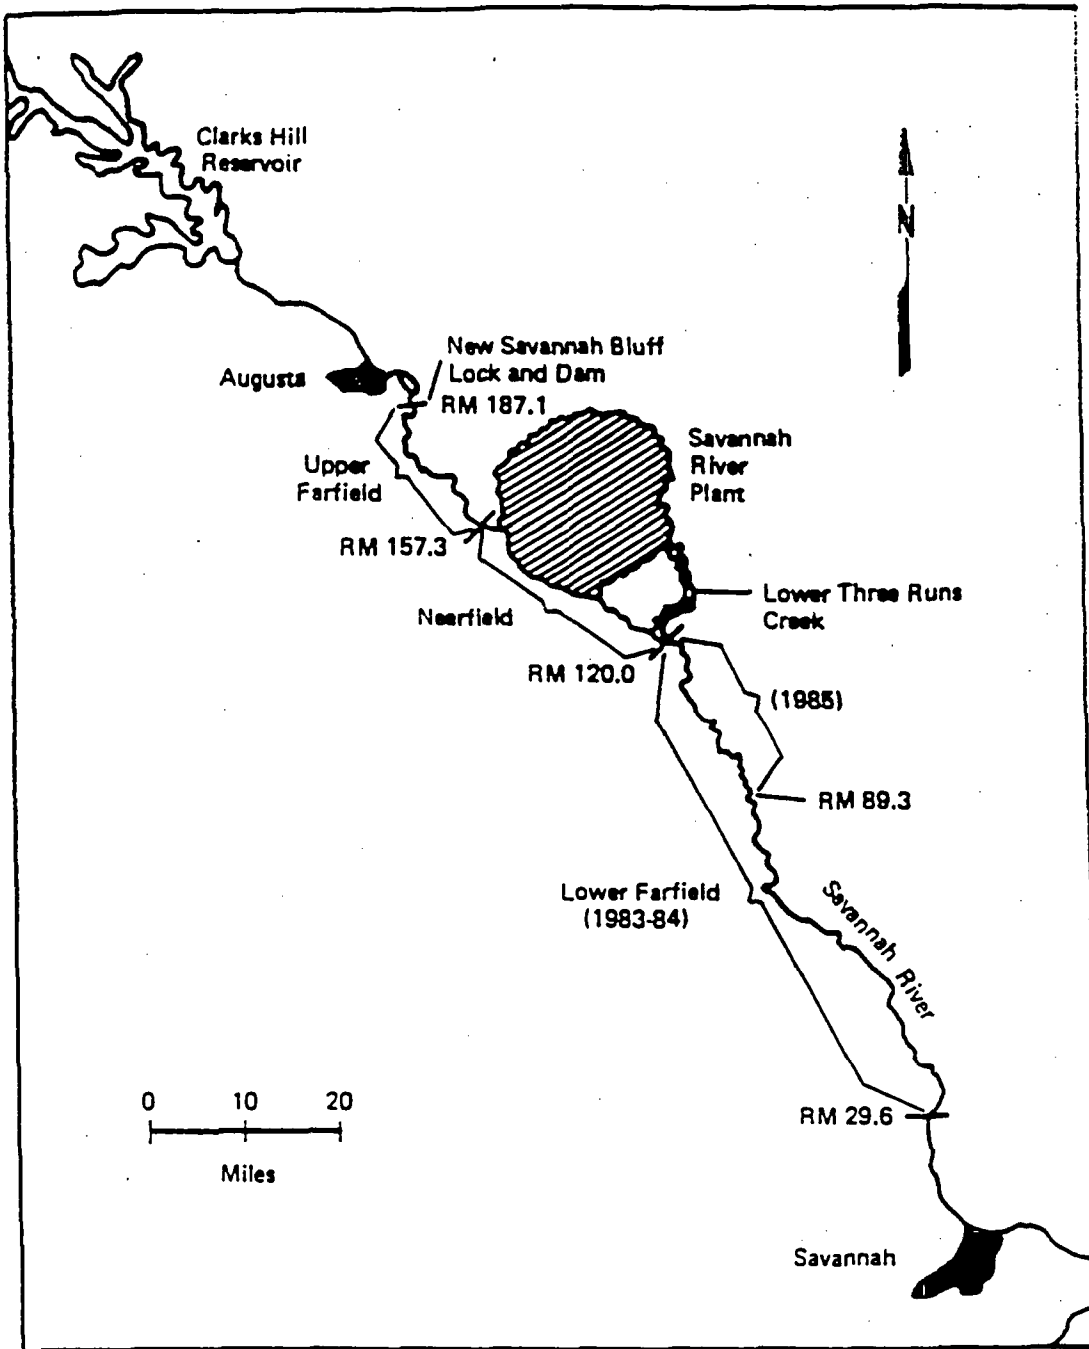 Clarks Hill
Reservoir
N
New Savannah Bluff
Lock and Dam
Augusta
RM 187.1
Savannah
River
Plant
Upper
Farfield
RM 157.3
Lower Three Runs
Creek
Nearfield
RM 120.0
(1985)
RM 89.3
Lower Farfield
(1983-84)
Savannah River
0 10 20
Miles
RM 29.6
Savannah